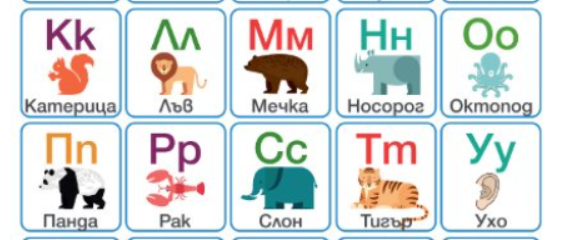 Кк Лл Мм Нн Оо
Катерица Лъв Мечка Носорог Октопод
Пп Рр Сс Тт Уу
Панда Рак Слон Тигър Ухо